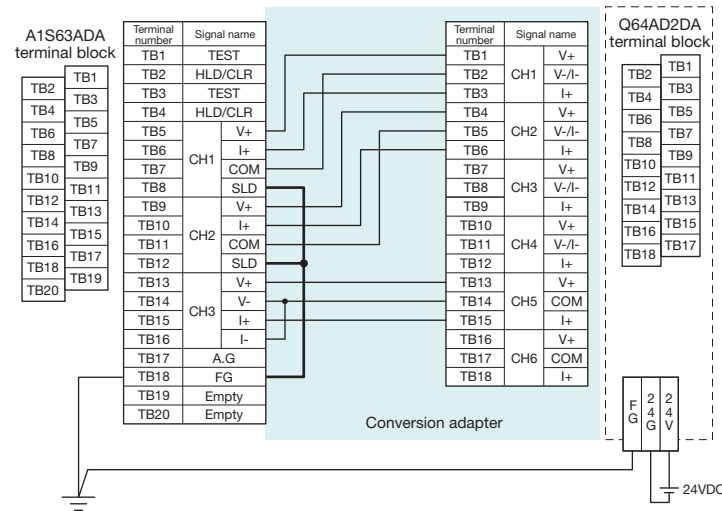 A1S63ADA
terminal block
TB1
TB2
TB3
TB4
TB5
TB6
TB7
TB8
TB9
TB10
TB11
TB12
TB13
TB14
TB15
TB16
TB17
TB18
TB19
TB20
Terminal number Signal name
TB1 TEST
TB2 HLD/CLR
TB3 TEST
TB4 HLD/CLR
TB5 V+
TB6 I+
CH1
TB7 COM
TB8 SLD
TB9 V+
TB10 I+
CH2
TB11 COM
TB12 SLD
TB13 V+
TB14 V-
CH3
TB15 I+
TB16 I-
TB17 A.G
TB18 FG
TB19 Empty
TB20 Empty
Conversion adapter
Terminal number Signal name
TB1 V+
TB2 CH1 V-/I-
TB3 I+
TB4 V+
TB5 CH2 V-/I-
TB6 I+
TB7 V+
TB8 CH3 V-/I-
TB9 I+
TB10 V+
TB11 CH4 V-/I-
TB12 I+
TB13 V+
TB14 CH5 COM
TB15 I+
TB16 V+
TB17 CH6 COM
TB18 I+
Q64AD2DA
terminal block
TB1
TB2
TB3
TB4
TB5
TB6
TB7
TB8
TB9
TB10
TB11
TB12
TB13
TB14
TB15
TB16
TB17
TB18
FG
24G
24V
24VDC